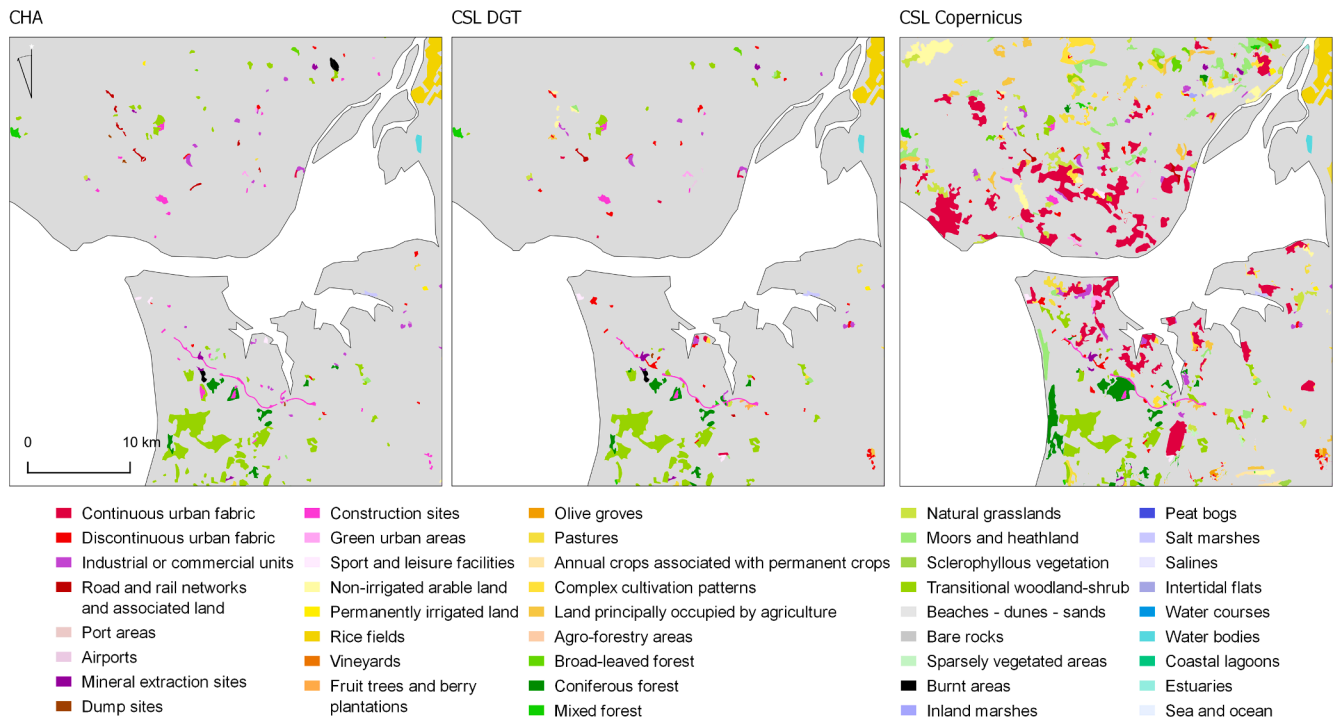 CHA
CSL DGT
CSL Copernicus
0
10 km
Continuous urban fabric
Discontinuous urban fabric
Industrial or commercial units
Road and rail networks
and associated land
Port areas
Airports
Mineral extraction sites
Dump sites
Construction sites
Green urban areas
Sport and leisure facilities
Non-irrigated arable land
Permanently irrigated land
Rice fields
Vineyards
Fruit trees and berry
plantations
Olive groves
Pastures
Annual crops associated with permanent crops
Complex cultivation patterns
Land principally occupied by agriculture
Agro-forestry areas
Broad-leaved forest
Coniferous forest
Mixed forest
Natural grasslands
Moors and heathland
Sclerophyllous vegetation
Transitional woodland-shrub
Beaches - dunes - sands
Bare rocks
Sparsely vegetated areas
Burnt areas
Inland marshes
Peat bogs
Salt marshes
Salines
Intertidal flats
Water courses
Water bodies
Coastal lagoons
Estuaries
Sea and ocean